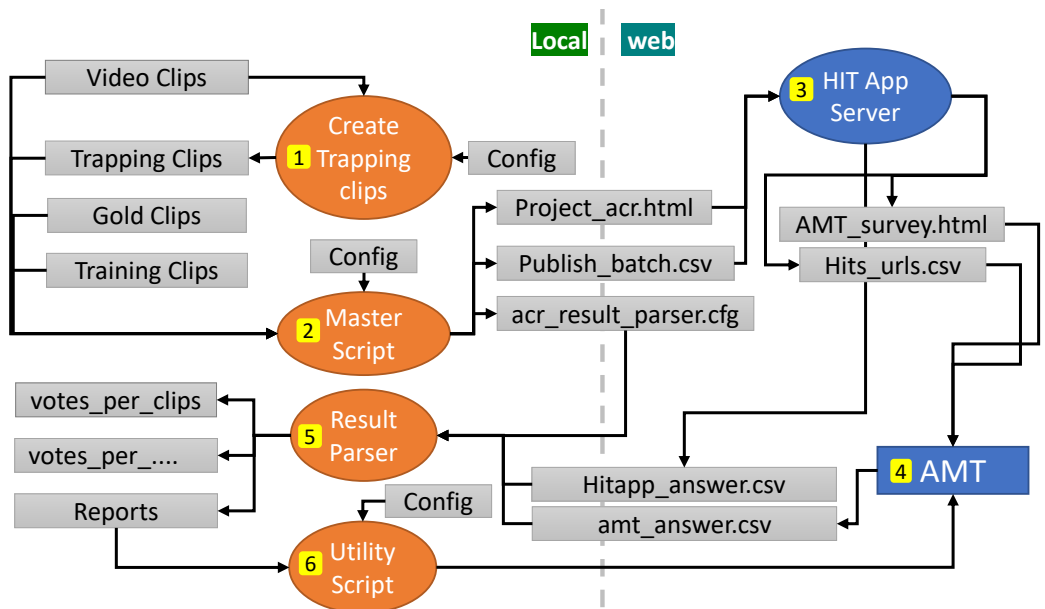 Local
web
Video Clips
Create
Trapping
clips
1
Config
Trapping Clips
Gold Clips
Training Clips
Config
2
Master
Script
3
HIT App
Server
Project_acr.html
Publish_batch.csv
acr_result_parser.cfg
AMT_survey.html
Hits_urls.csv
votes_per_clips
votes_per_....
Reports
5
Result
Parser
Config
6
Utility
Script
Hitapp_answer.csv
amt_answer.csv
4
AMT